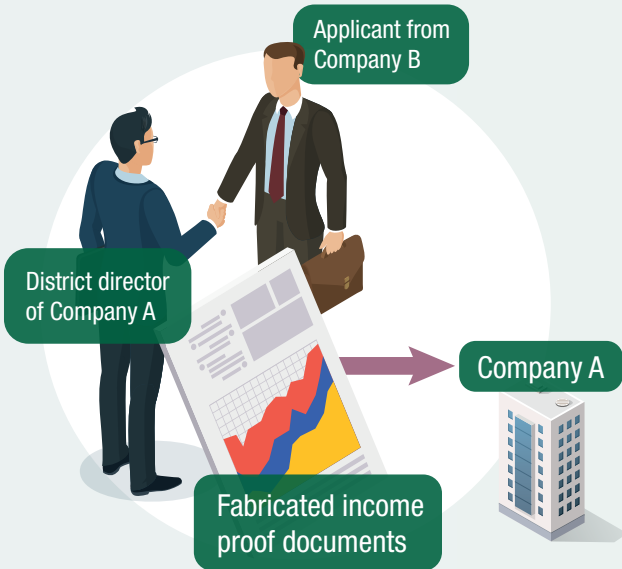 Applicant from
Company B
District director
of Company A
Company A
Fabricated income
proof documents